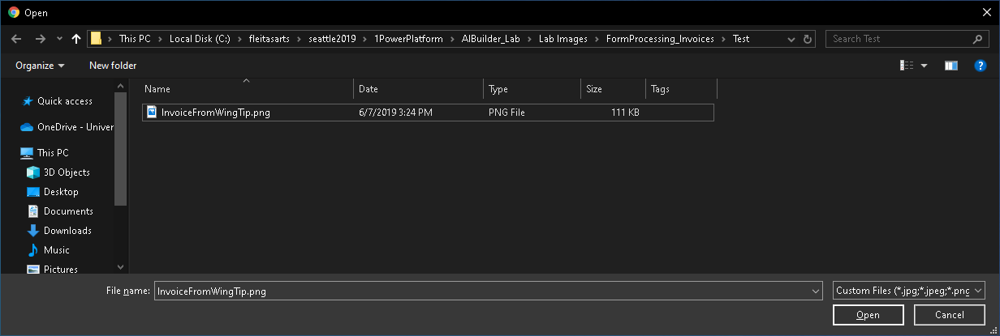 Open
This PC > Local Disk (C:) > fleitasarts > seattle2019 > 1PowerPlatform > AIBuilder_Lab > Lab Images > FormProcessing_Invoices > Test
Search Test
Organize
New folder
Name Date Type Size Tags
InvoiceFromWingTip.png 6/7/2019 3:24 PM PNG File 111 KB
Quick access
OneDrive - Univer
This PC
3D Objects
Desktop
Documents
Downloads
Music
Pictures
File name: InvoiceFromWingTip.png
Custom Files (*.jpg;*.jpeg;*.png
Open
Cancel